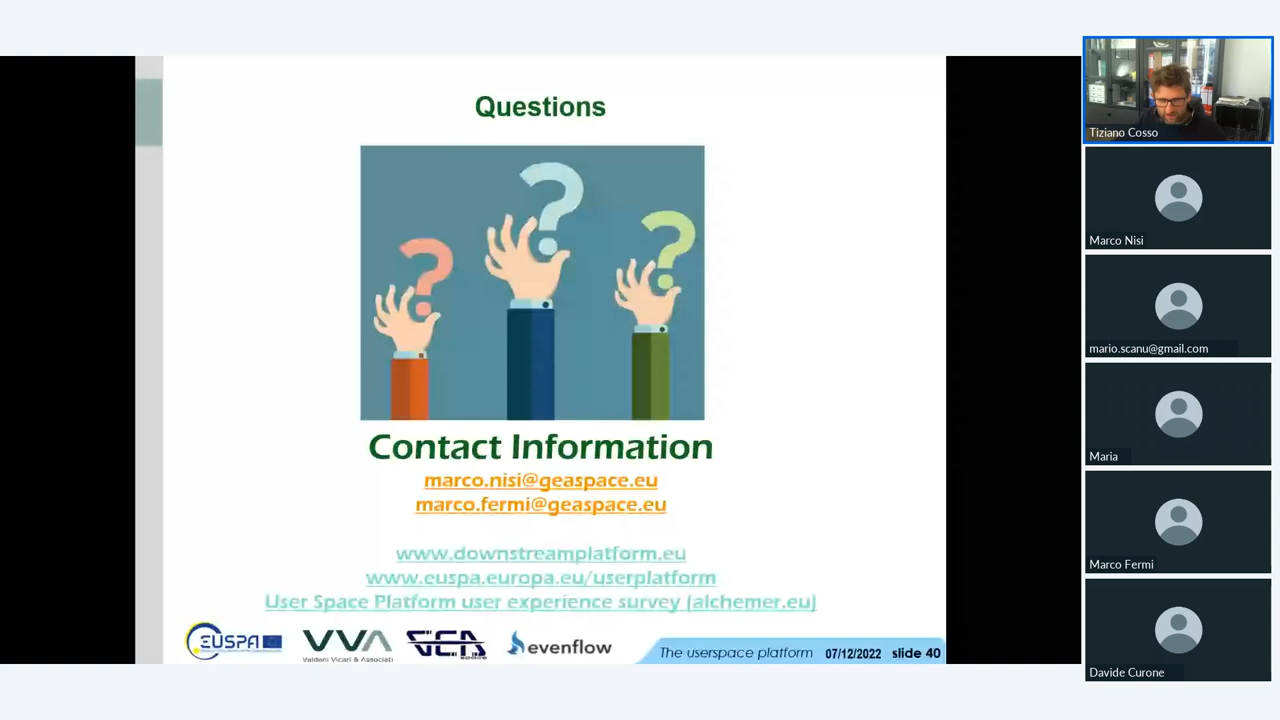 Questions
Contact Information
marco.nisi@geaspace.eu
marco.fermi@geaspace.eu
www.downstreamplatform.eu
www.euspa.europa.eu/userplatform
User Space Platform user experience survey (alchemer.eu)
EUSPA
VVA
Valdani Vicari & Associati
GEA
space
evenflow
The userspace platform 07/12/2022 slide 40
Tiziano Cosso
Marco Nisi
mario.scanu@gmail.com
Maria
Marco Fermi
Davide Curone